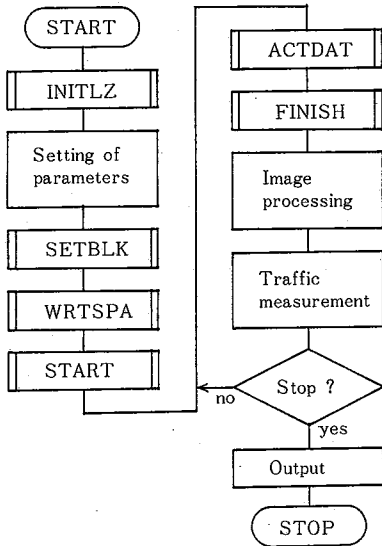 START
INITLZ
Setting of
parameters
SETBLK
WRTSPA
START
ACTDAT
FINISH
Image
processing
Traffic
measurement
Stop ?
no
yes
Output
STOP